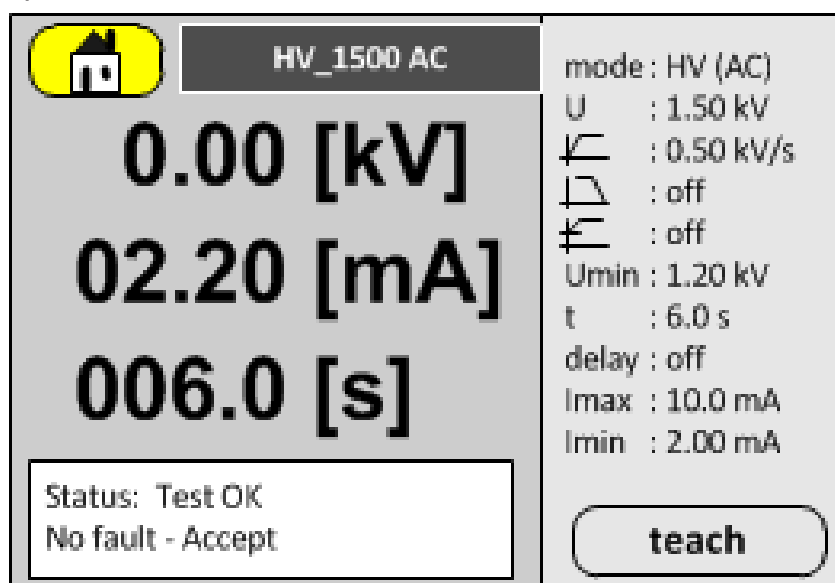 HV_1500 AC
0.00 [kV]
02.20 [mA]
006.0 [s]
Status: Test OK
No fault - Accept
mode : HV (AC)
U : 1.50 kV
: 0.50 kV/s
: off
: off
Umin : 1.20 kV
t : 6.0 s
delay : off
Imax : 10.0 mA
Imin : 2.00 mA
teach